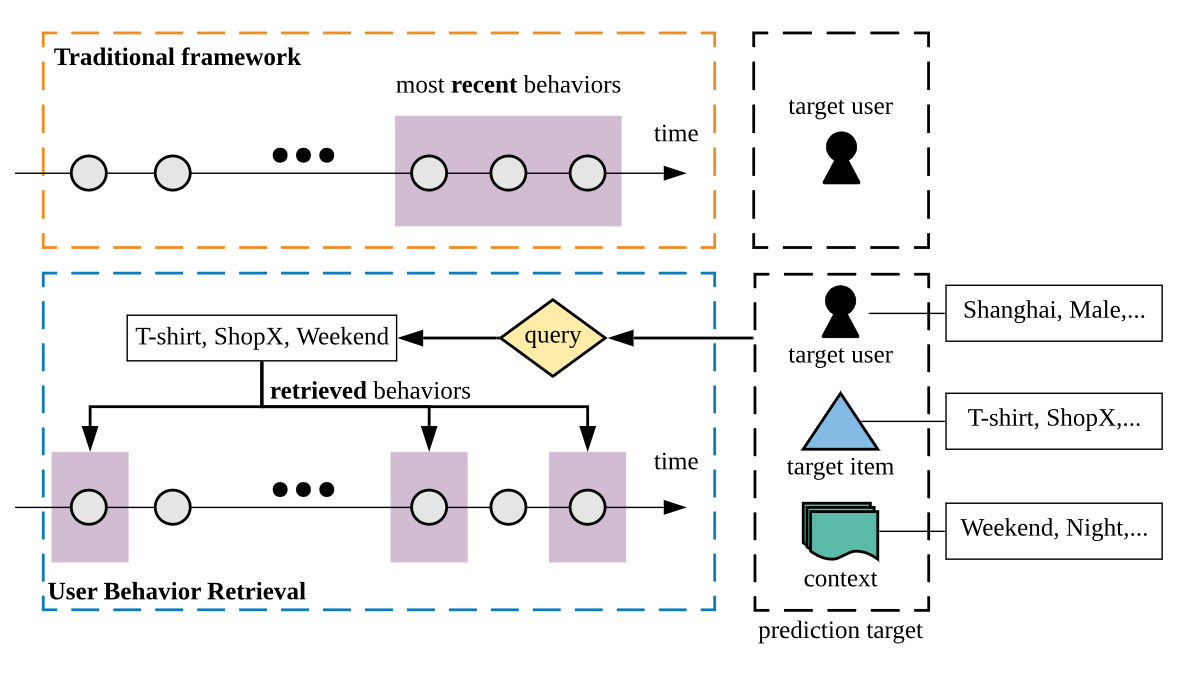 Traditional framework
most recent behaviors
time
target user
T-shirt, ShopX, Weekend
query
retrieved behaviors
time
User Behavior Retrieval
target user
Shanghai, Male,...
target item
T-shirt, ShopX,...
context
Weekend, Night,...
prediction target